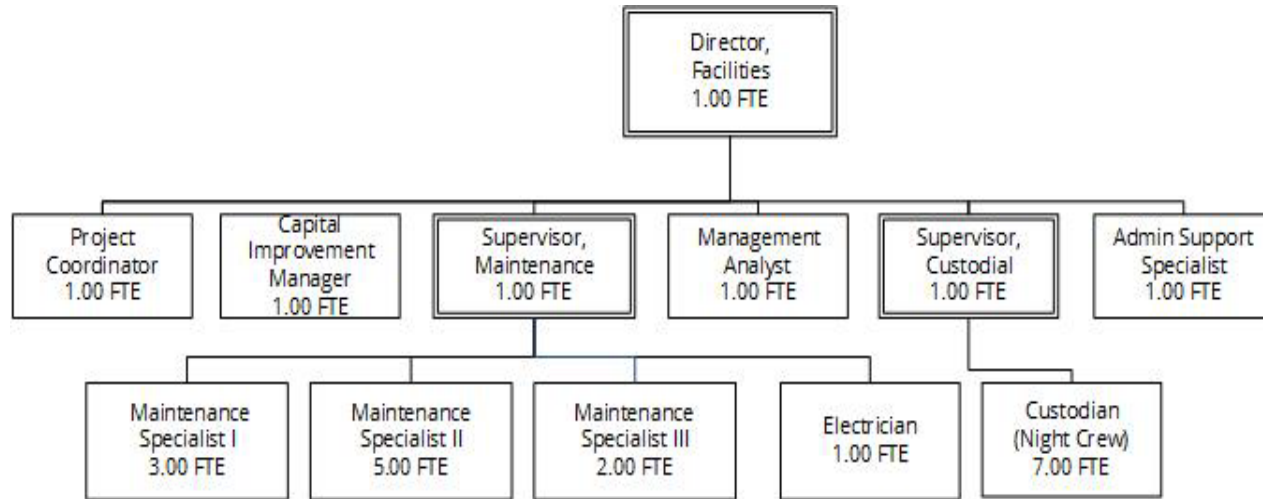 Director,
Facilities
1.00 FTE
Project
Coordinator
1.00 FTE
Capital
Improvement
Manager
1.00 FTE
Supervisor,
Maintenance
1.00 FTE
Management
Analyst
1.00 FTE
Supervisor,
Custodial
1.00 FTE
Admin Support
Specialist
1.00 FTE
Maintenance
Specialist I
3.00 FTE
Maintenance
Specialist II
5.00 FTE
Maintenance
Specialist III
2.00 FTE
Electrician
1.00 FTE
Custodian
(Night Crew)
7.00 FTE